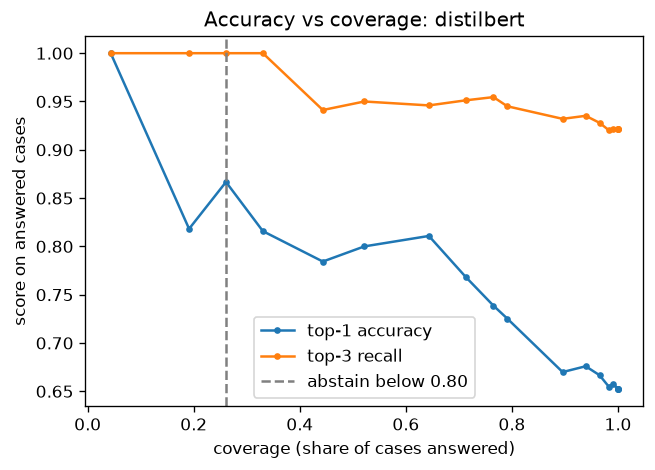 Accuracy vs coverage: distilbert
score on answered cases
1.00
0.95
0.90
0.85
0.80
0.75
0.70
0.65
top-1 accuracy
top-3 recall
abstain below 0.80
0.0 0.2 0.4 0.6 0.8 1.0
coverage (share of cases answered)